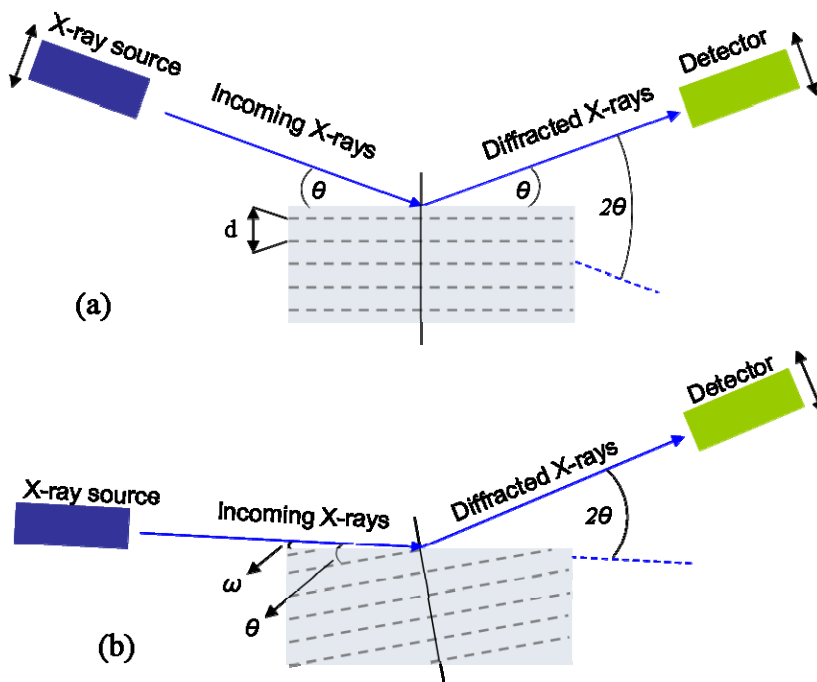 X-ray source
Incoming X-rays
Diffracted X-rays
Detector
θ
θ
2θ
d
(a)
X-ray source
Incoming X-rays
Diffracted X-rays
Detector
2θ
ω
θ
(b)